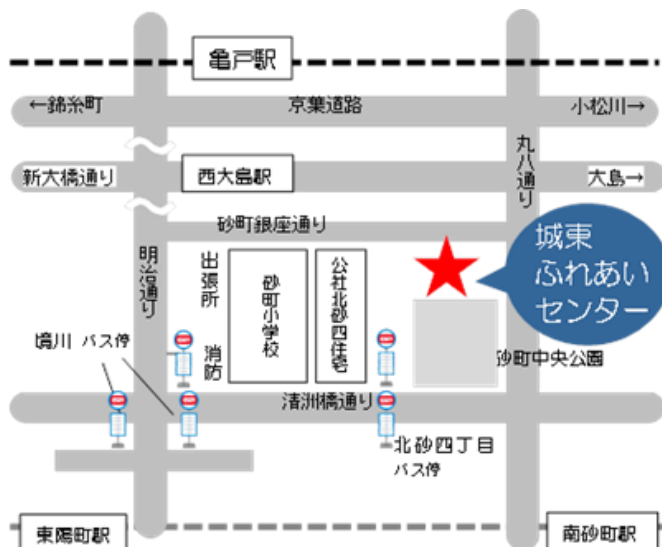 亀戸駅
←錦糸町 京葉道路 小松川→
丸八通り
新大橋通り 西大島駅 大島→
砂町銀座通り
明治通り
出張所
消防
砂町小学校
公社北砂四住宅
城東
ふれあい
センター
境川 バス停
砂町中央公園
清洲橋通り
北砂四丁目
バス停
東陽町駅
南砂町駅